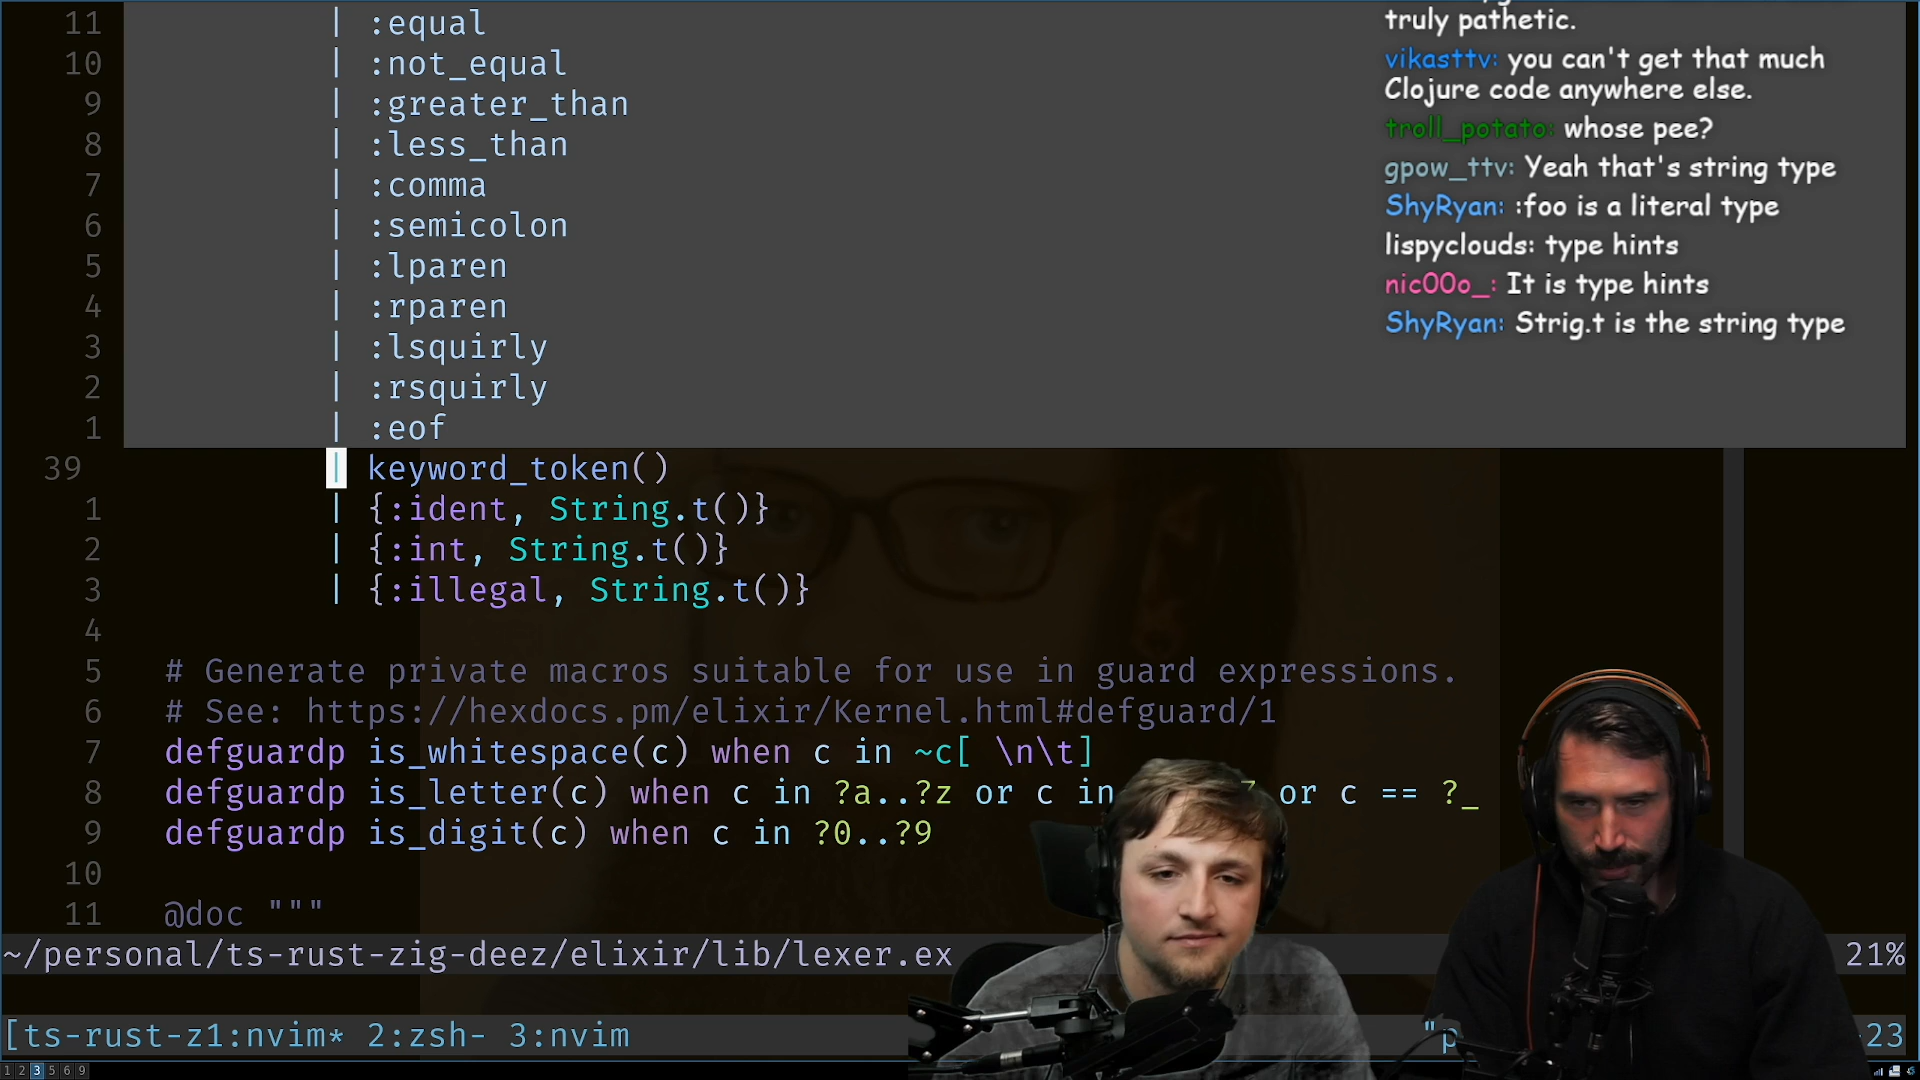 11 | :equal
10 | :not_equal
9 | :greater_than
8 | :less_than
7 | :comma
6 | :semicolon
5 | :lparen
4 | :rparen
3 | :lsquirly
2 | :rsquirly
1 | :eof
39 | keyword_token()
1 | {:ident, String.t()}
2 | {:int, String.t()}
3 | {:illegal, String.t()}
4
5 # Generate private macros suitable for use in guard expressions.
6 # See: https://hexdocs.pm/elixir/Kernel.html#defguard/1
7 defguardp is_whitespace(c) when c in ~c[ \n\t]
8 defguardp is_letter(c) when c in ?a..?z or c in or c == ?_
9 defguardp is_digit(c) when c in ?0..?9
10
11 @doc """
~/personal/ts-rust-zig-deez/elixir/lib/lexer.ex 21%
[ts-rust-z1:nvim* 2:zsh- 3:nvim "p 23
1 2 3 5 6 9
truly pathetic.
vikasttv: you can't get that much
Clojure code anywhere else.
troll_potato: whose pee?
gpow_ttv: Yeah that's string type
ShyRyan: :foo is a literal type
lispyclouds: type hints
nic00o_: It is type hints
ShyRyan: Strig.t is the string type